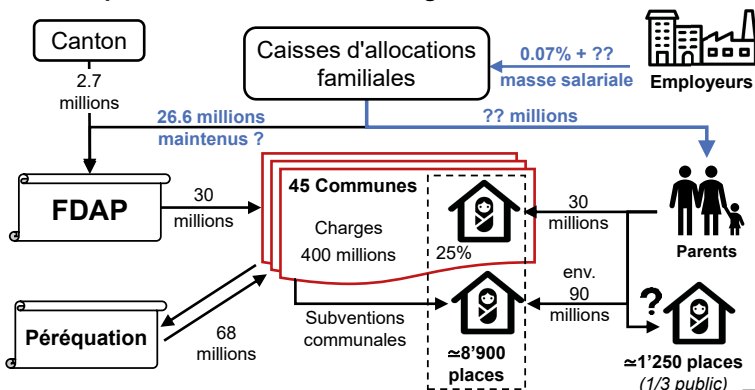 Canton
2.7
millions
Caisses d'allocations
familiales
0.07% + ??
masse salariale
Employeurs
26.6 millions
maintenus ?
?? millions
FDAP
30
millions
45 Communes
Charges
400 millions
25%
30
millions
Parents
env.
90
millions
?
Péréquation
68
millions
Subventions
communales
≃8'900
places
≃1'250 places
(1/3 public)